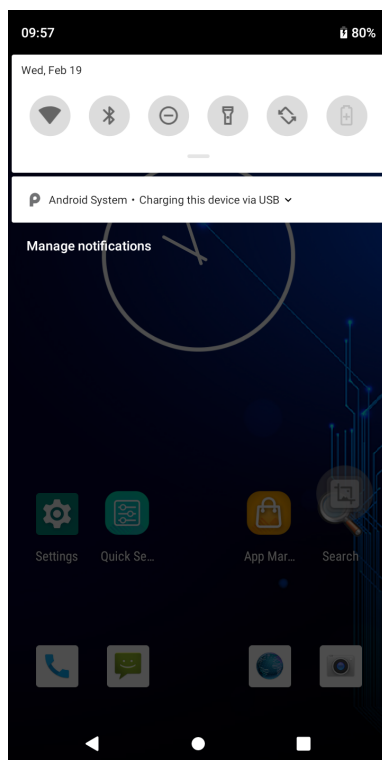 09:57 80%
Wed, Feb 19
Android System • Charging this device via USB
Manage notifications
Settings Quick Se... App Mar... Search